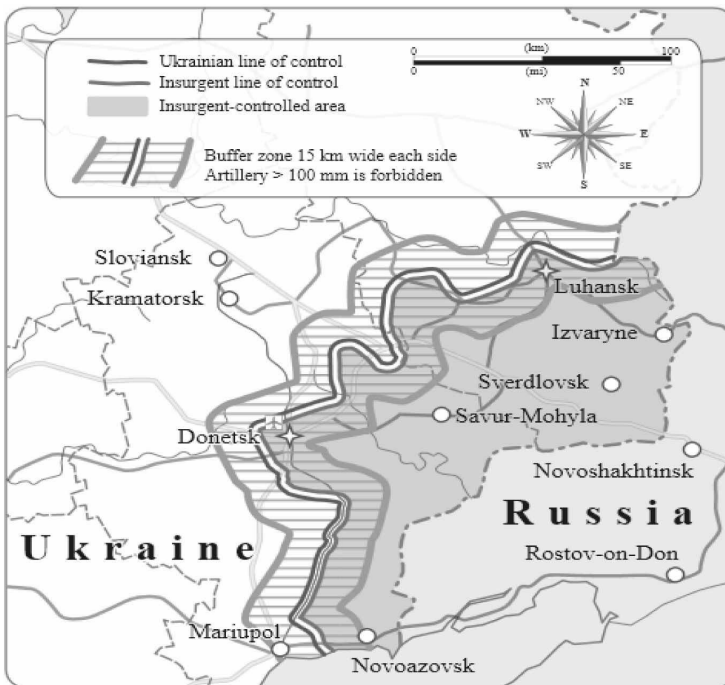 Ukrainian line of control
Insurgent line of control
Insurgent-controlled area
Buffer zone 15 km wide each side
Artillery > 100 mm is forbidden
0 (km) 100
0 (mi) 50
N
NW NE
W E
SW SE
S
Sloviansk
Kramatorsk
Luhansk
Izvaryne
Sverdlovsk
Savur-Mohyla
Donetsk
Novoshakhtinsk
Russia
Ukraine
Rostov-on-Don
Mariupol
Novoazovsk